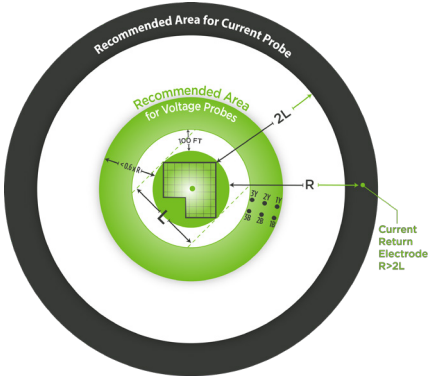 Recommended Area for Current Probe
Recommended Area
for Voltage Probes
100 FT
2L
<0.6xR
R
L
3Y 2Y 1Y
3B 2B 1B
Current
Return
Electrode
R>2L